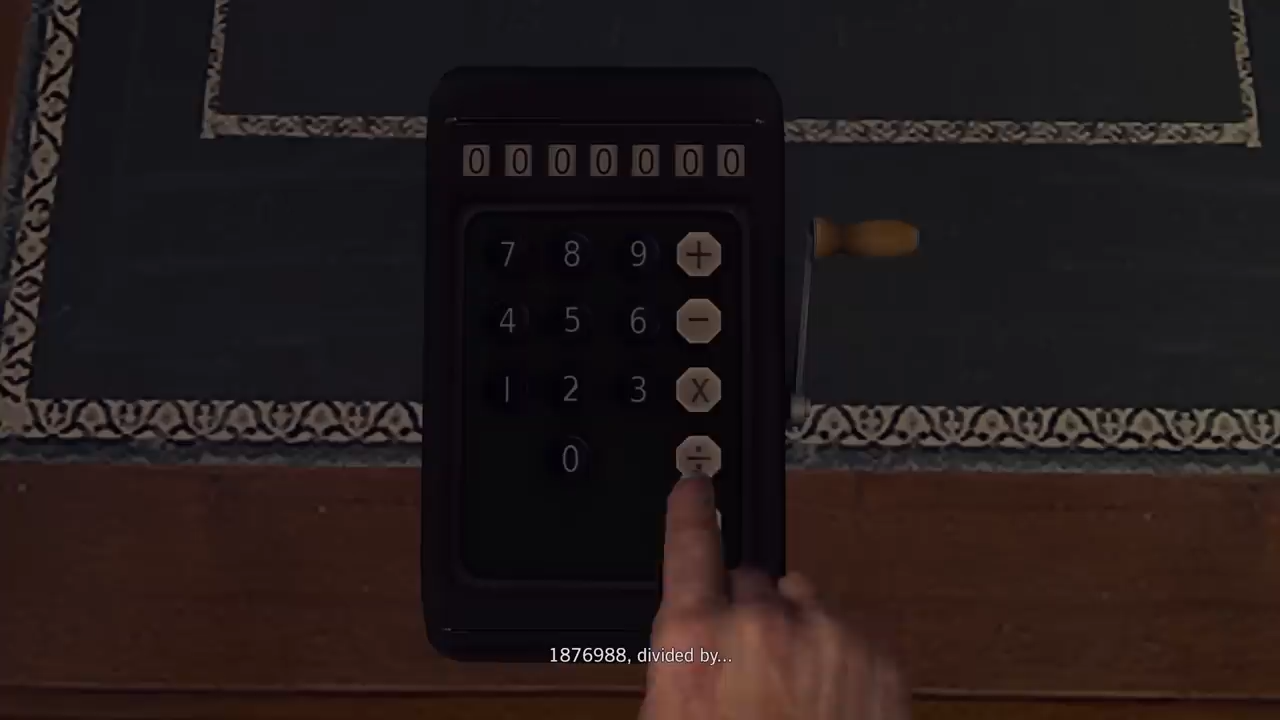 0 0 0 0 0 0 0
7 8 9 +
4 5 6 −
1 2 3 X
0 ÷
1876988, divided by...